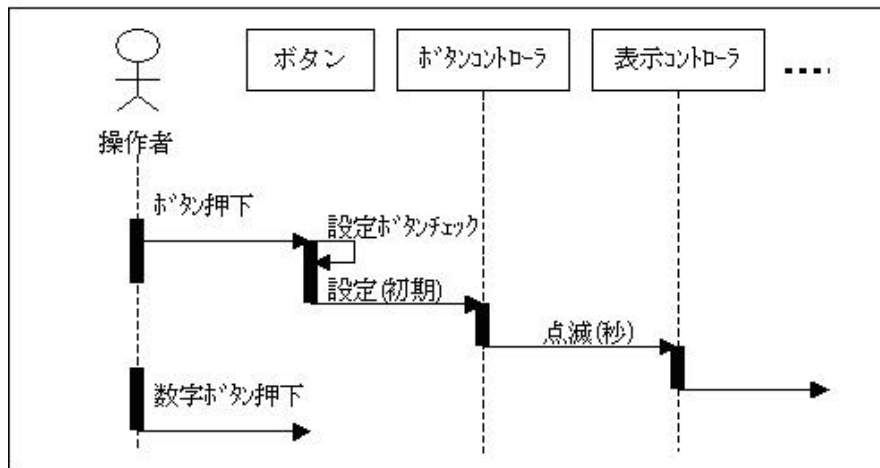 ボタン
ﾎﾞﾀﾝｺﾝﾄﾛｰﾗ
表示ｺﾝﾄﾛｰﾗ
....
操作者
ﾎﾞﾀﾝ押下
設定ﾎﾞﾀﾝﾁｪｯｸ
設定(初期)
点滅(秒)
数字ﾎﾞﾀﾝ押下